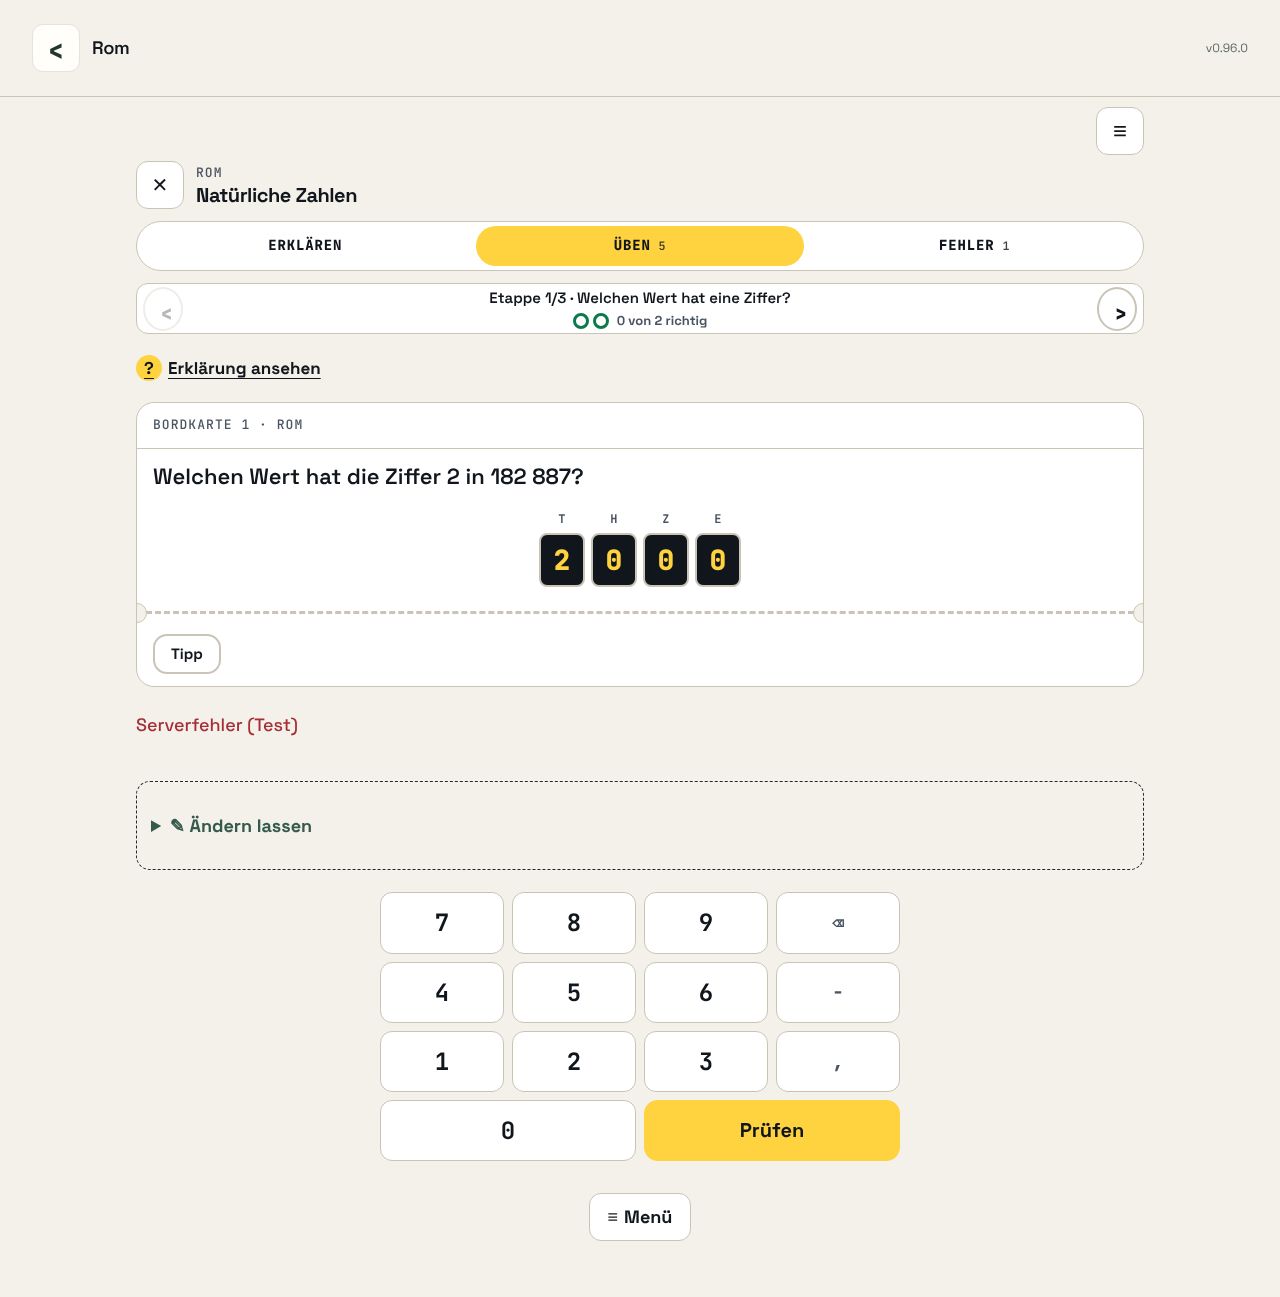 <
Rom
v0.96.0
≡
✕
ROM
Natürliche Zahlen
ERKLÄREN
ÜBEN 5
FEHLER 1
<
Etappe 1/3 · Welchen Wert hat eine Ziffer?
0 von 2 richtig
>
? Erklärung ansehen
BORDKARTE 1 · ROM
Welchen Wert hat die Ziffer 2 in 182 887?
T H Z E
2 0 0 0
Tipp
Serverfehler (Test)
▶ ✎ Ändern lassen
7 8 9 ⌫
4 5 6 -
1 2 3 ,
0 Prüfen
≡ Menü